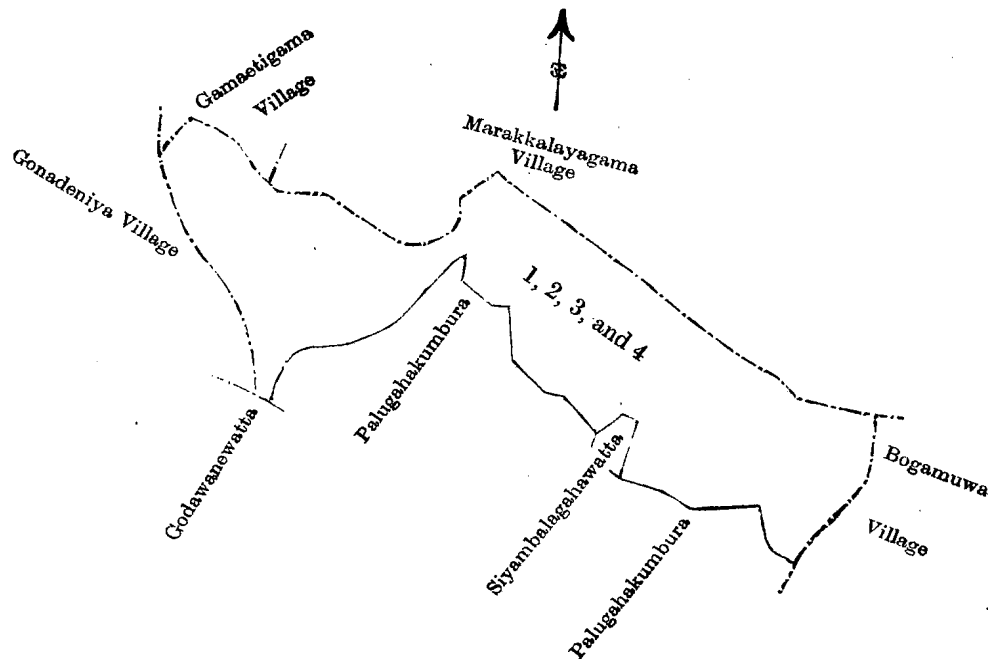 Gamaetigama
Village
Marakkalayagama
Village
Gonadeniya Village
1, 2, 3, and 4
Palugahakumbura
Godawanewatta
Siyambalagahawatta
Palugahakumbura
Bogamuwa
Village